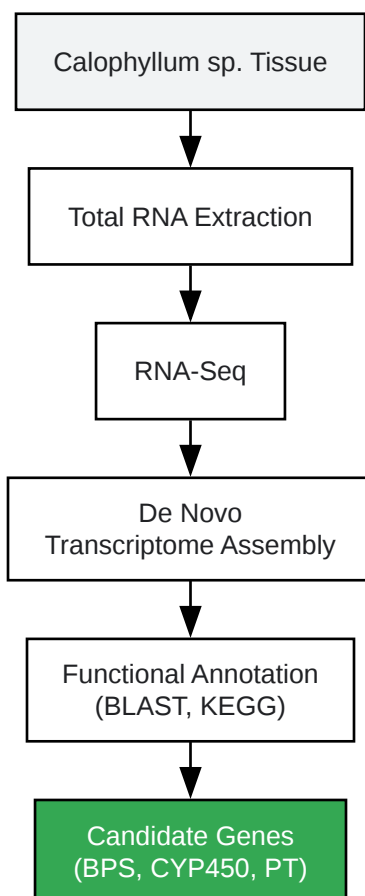 Calophyllum sp. Tissue
Total RNA Extraction
RNA-Seq
De Novo
Transcriptome Assembly
Functional Annotation
(BLAST, KEGG)
Candidate Genes
(BPS, CYP450, PT)